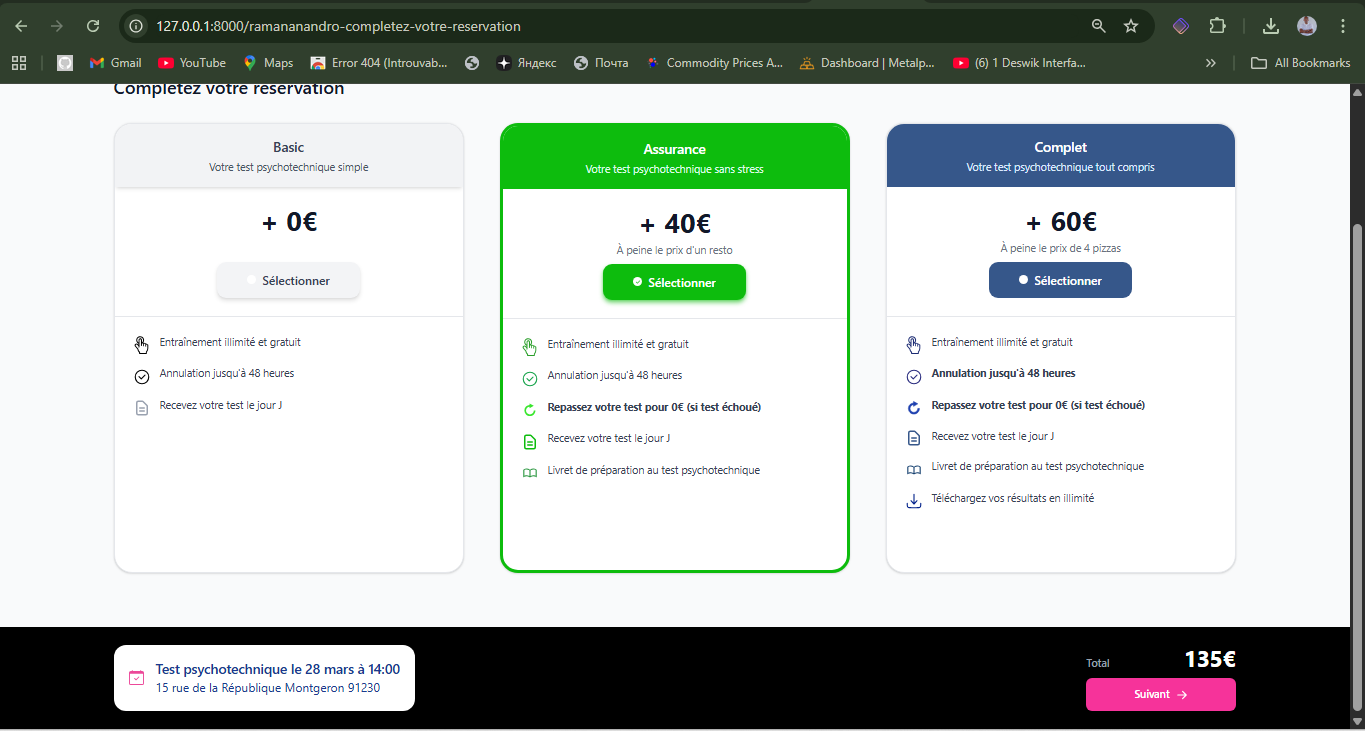 127.0.0.1:8000/ramananandro-completez-votre-reservation
Gmail
YouTube
Maps
Error 404 (Introuvab...
Яндекс
Почта
Commodity Prices A...
Dashboard | Metalp...
(6) 1 Deswik Interfa...
»
All Bookmarks
Complétez votre réservation
Basic
Votre test psychotechnique simple
+ 0€
Sélectionner
Entraînement illimité et gratuit
Annulation jusqu'à 48 heures
Recevez votre test le jour J
Assurance
Votre test psychotechnique sans stress
+ 40€
À peine le prix d'un resto
Sélectionner
Entraînement illimité et gratuit
Annulation jusqu'à 48 heures
Repassez votre test pour 0€ (si test échoué)
Recevez votre test le jour J
Livret de préparation au test psychotechnique
Complet
Votre test psychotechnique tout compris
+ 60€
À peine le prix de 4 pizzas
Sélectionner
Entraînement illimité et gratuit
Annulation jusqu'à 48 heures
Repassez votre test pour 0€ (si test échoué)
Recevez votre test le jour J
Livret de préparation au test psychotechnique
Téléchargez vos résultats en illimité
Test psychotechnique le 28 mars à 14:00
15 rue de la République Montgeron 91230
Total
135€
Suivant →